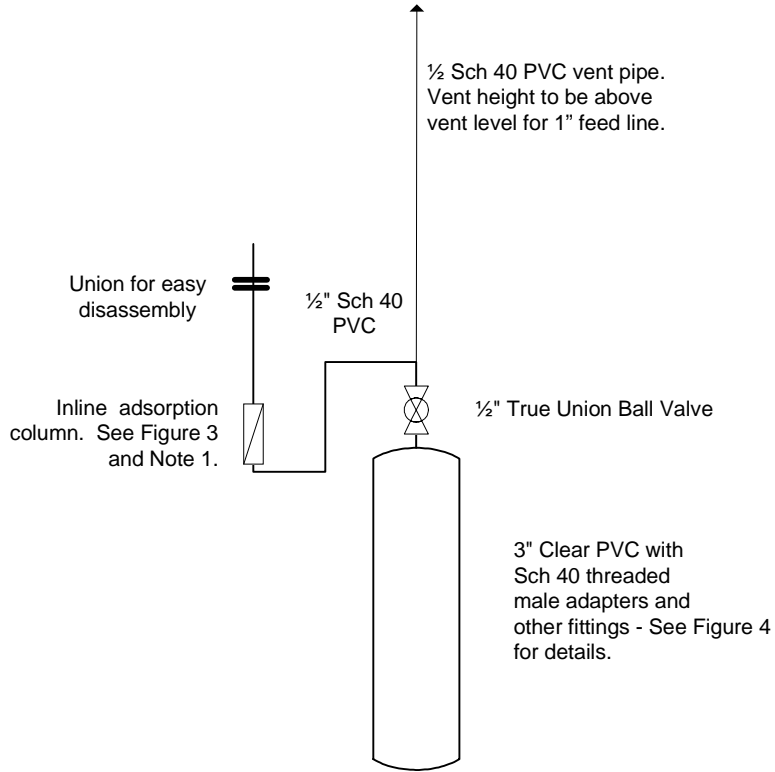 ½ Sch 40 PVC vent pipe.
Vent height to be above
vent level for 1” feed line.
Union for easy
disassembly
½" Sch 40
PVC
Inline adsorption
column. See Figure 3
and Note 1.
½" True Union Ball Valve
3" Clear PVC with
Sch 40 threaded
male adapters and
other fittings - See Figure 4
for details.